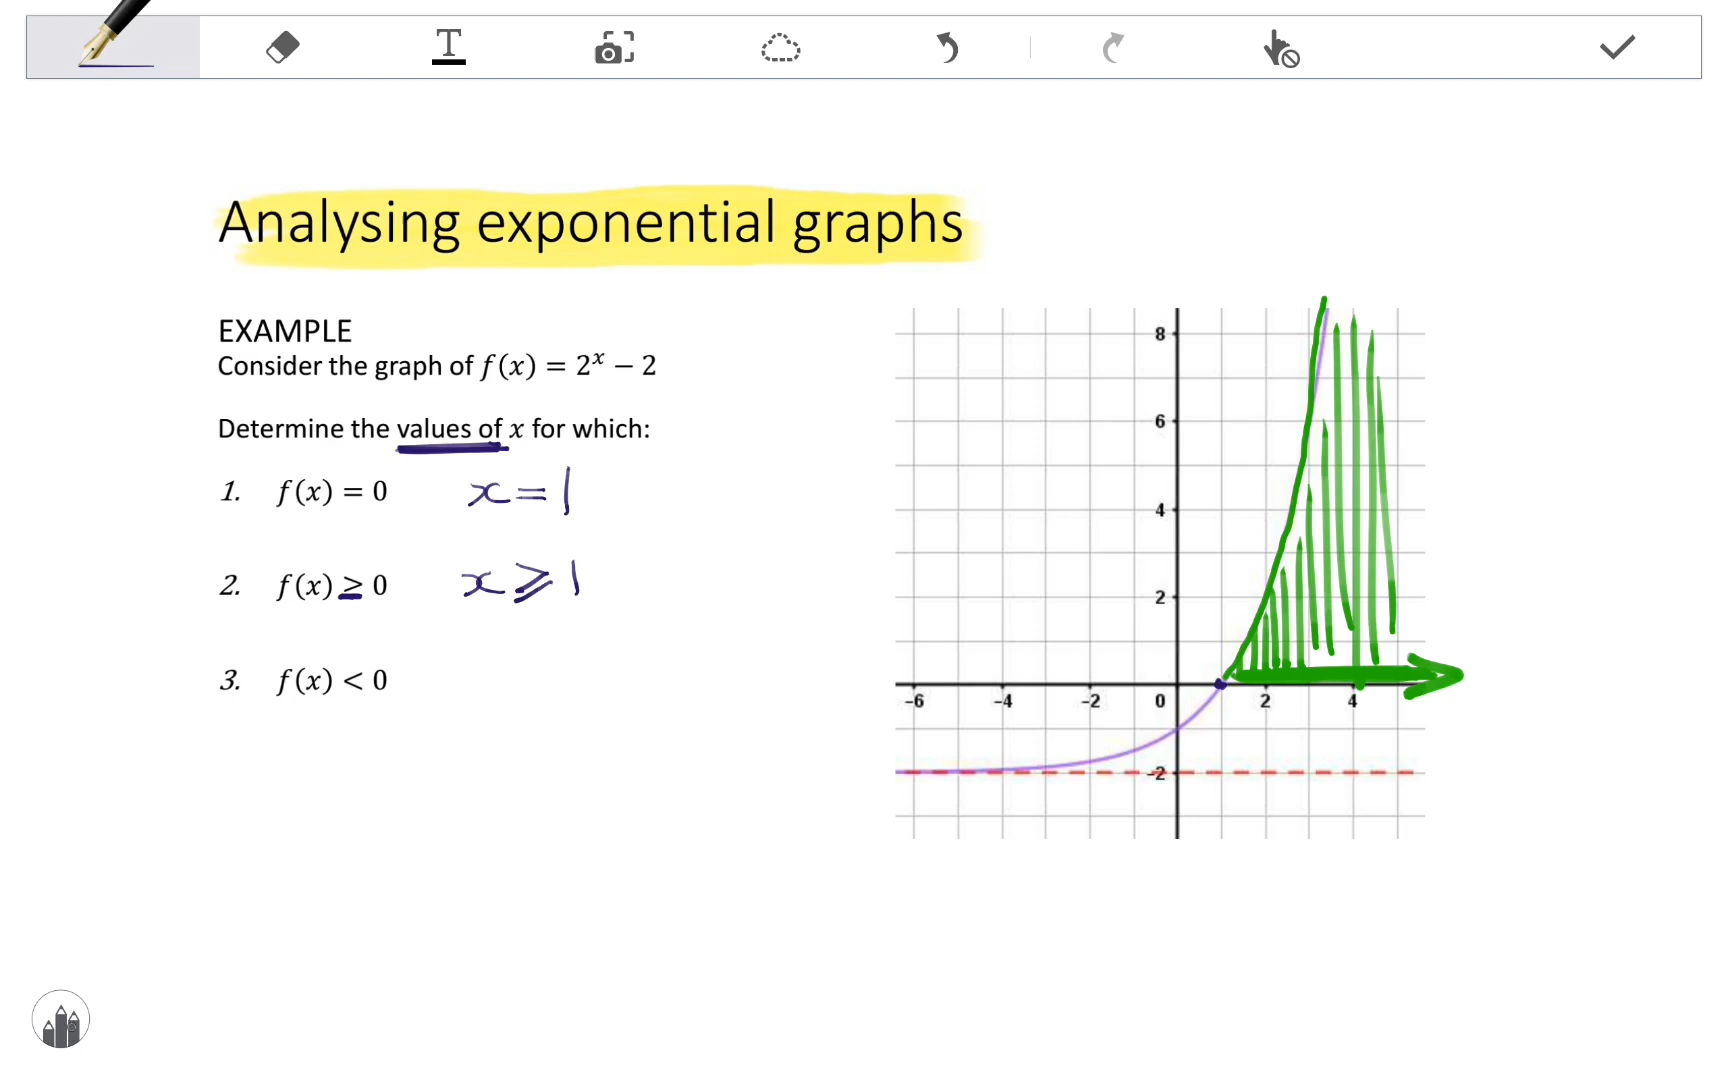 T
Analysing exponential graphs
EXAMPLE
Consider the graph of f(x) = 2ˣ − 2
Determine the values of x for which:
1. f(x) = 0 x = 1
2. f(x) ≥ 0 x ⩾ 1
3. f(x) < 0
8
6
4
2
-6 -4 -2 0 2 4
-2